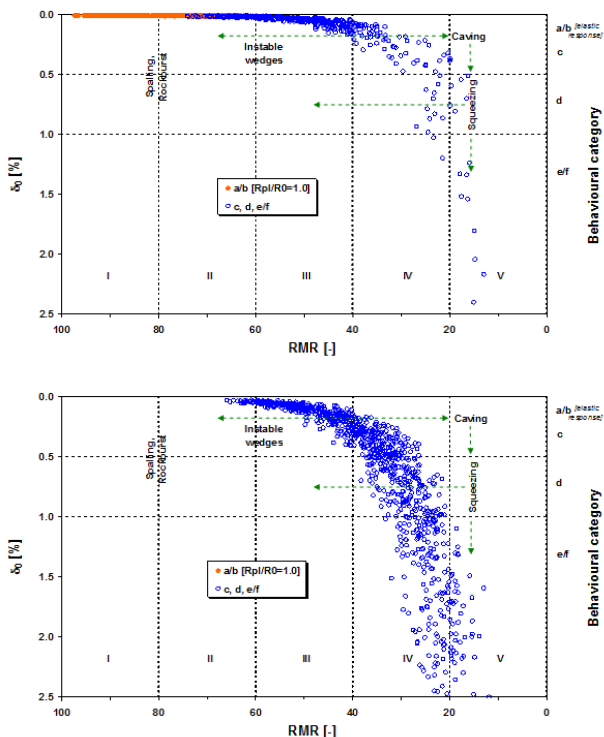 0.0
0.5
1.0
1.5
2.0
2.5
δ0 [%]
Spalling,
Rockburst
Instable
wedges
Caving
Squeezing
a/b [Rpl/R0=1.0]
c, d, e/f
I
II
III
IV
V
100
80
60
40
20
0
RMR [-]
a/b [elastic
response]
c
d
e/f
Behavioural category
0.0
0.5
1.0
1.5
2.0
2.5
δ0 [%]
Spalling,
Rockburst
Instable
wedges
Caving
Squeezing
a/b [Rpl/R0=1.0]
c, d, e/f
I
II
III
IV
V
100
80
60
40
20
0
RMR [-]
a/b [elastic
response]
c
d
e/f
Behavioural category